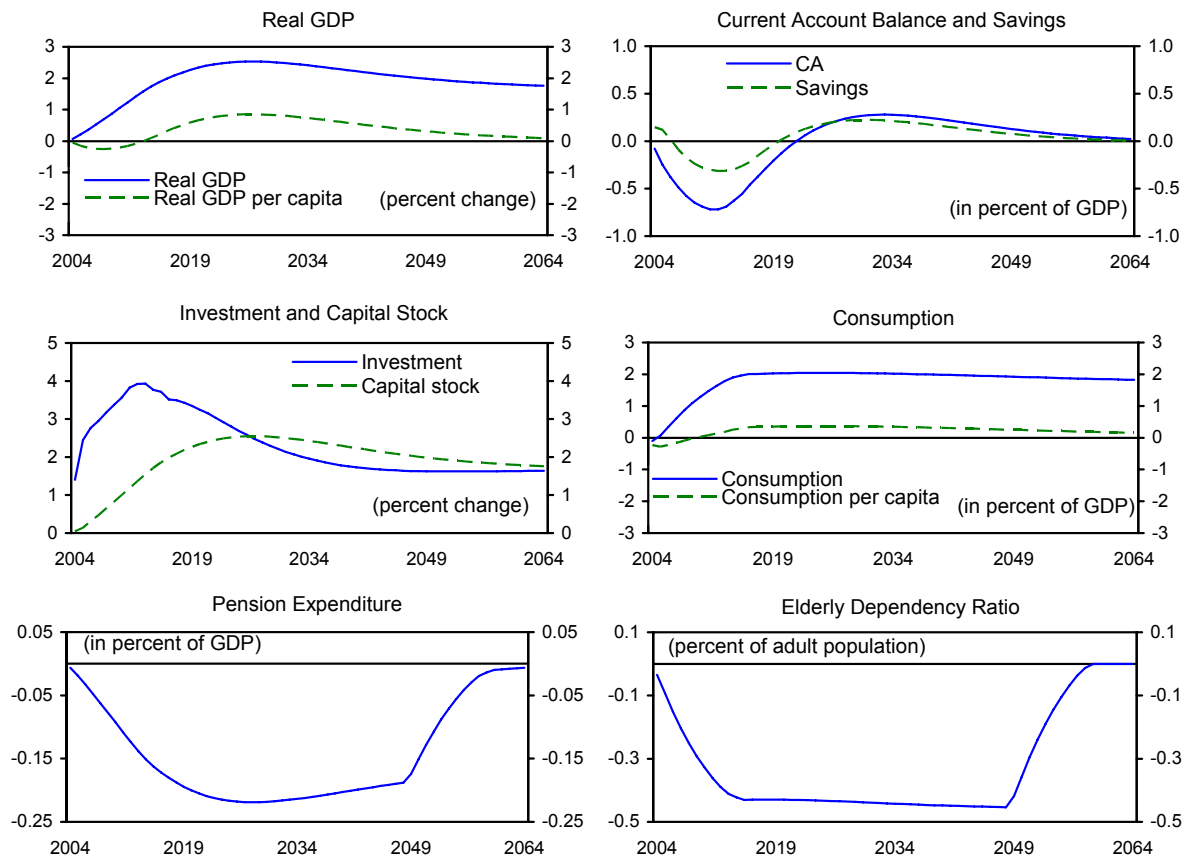 Real GDP
3 3
2 2
1 1
0 0
-1 -1
-2 -2
-3 -3
Real GDP
Real GDP per capita
(percent change)
2004 2019 2034 2049 2064
Current Account Balance and Savings
1.0 1.0
0.5 0.5
0.0 0.0
-0.5 -0.5
-1.0 -1.0
CA
Savings
(in percent of GDP)
2004 2019 2034 2049 2064
Investment and Capital Stock
5 5
4 4
3 3
2 2
1 1
0 0
Investment
Capital stock
(percent change)
2004 2019 2034 2049 2064
Consumption
3 3
2 2
1 1
0 0
-1 -1
-2 -2
-3 -3
Consumption
Consumption per capita
(in percent of GDP)
2004 2019 2034 2049 2064
Pension Expenditure
0.05 0.05
(in percent of GDP)
-0.05 -0.05
-0.15 -0.15
-0.25 -0.25
2004 2019 2034 2049 2064
Elderly Dependency Ratio
0.1 0.1
(percent of adult population)
-0.1 -0.1
-0.3 -0.3
-0.5 -0.5
2004 2019 2034 2049 2064